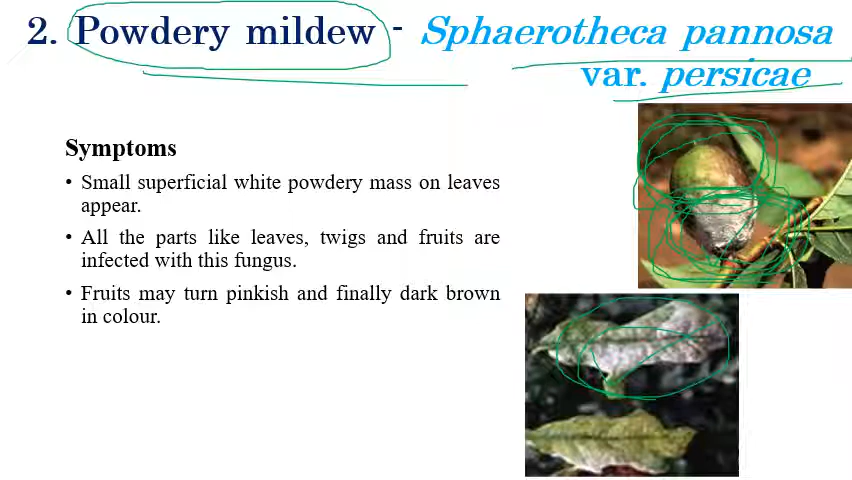 2. Powdery mildew - Sphaerotheca pannosa
var. persicae
Symptoms
• Small superficial white powdery mass on leaves
appear.
• All the parts like leaves, twigs and fruits are
infected with this fungus.
• Fruits may turn pinkish and finally dark brown
in colour.